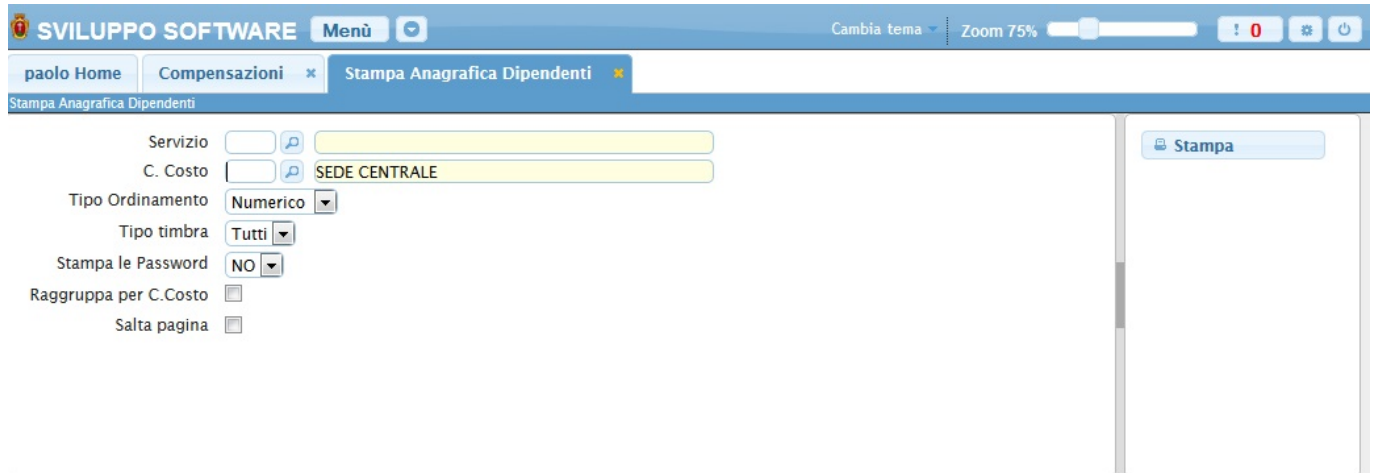 SVILUPPO SOFTWARE Menù Cambia tema Zoom 75% ! 0
paolo Home Compensazioni × Stampa Anagrafica Dipendenti ×
Stampa Anagrafica Dipendenti
Servizio
Stampa
C. Costo SEDE CENTRALE
Tipo Ordinamento Numerico
Tipo timbra Tutti
Stampa le Password NO
Raggruppa per C.Costo
Salta pagina